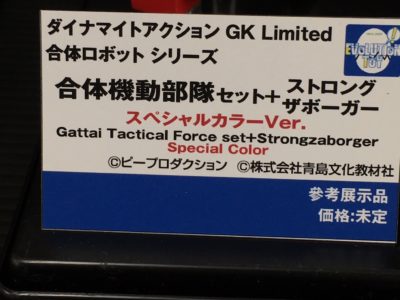 ダイナマイトアクション GK Limited
合体ロボット シリーズ
EVOLUTION
TOY
合体機動部隊セット+ストロング
ザボーガー
スペシャルカラーVer.
Gattai Tactical Force set+Strongzaborger
Special Color
©ピープロダクション ©株式会社青島文化教材社
参考展示品
価格:未定